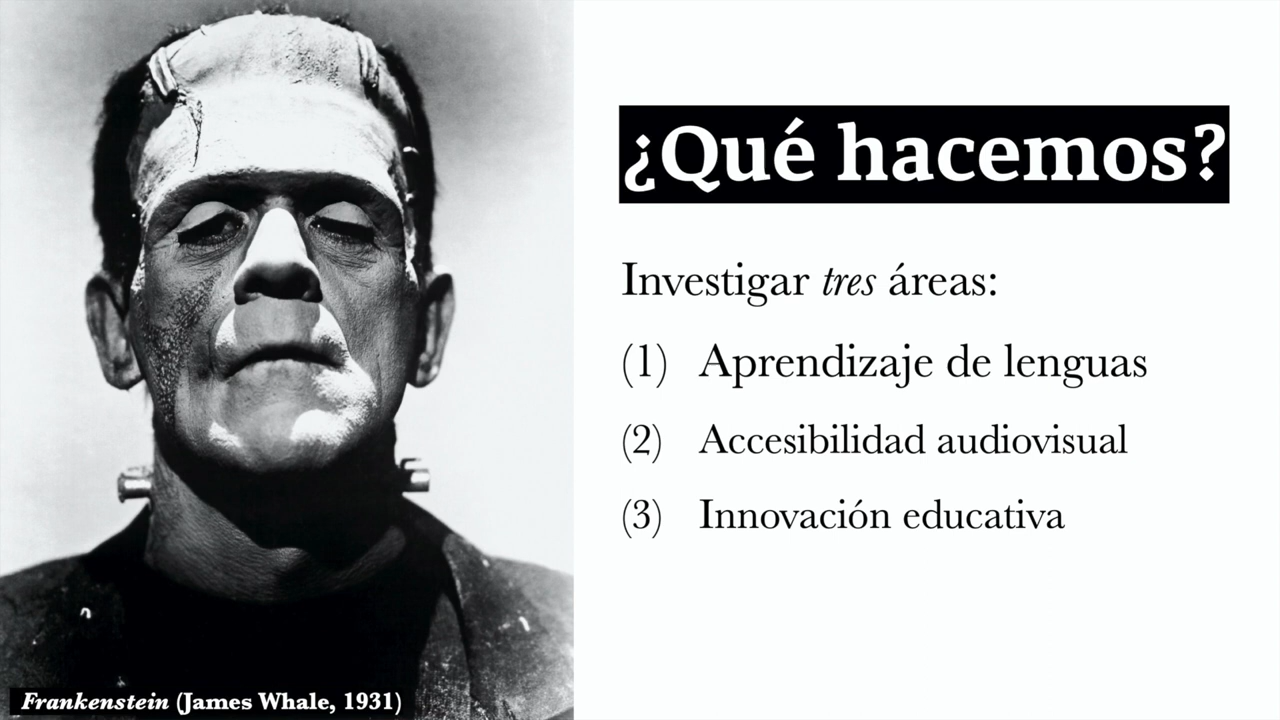 ¿Qué hacemos?
Investigar tres áreas:
(1) Aprendizaje de lenguas
(2) Accesibilidad audiovisual
(3) Innovación educativa
Frankenstein (James Whale, 1931)